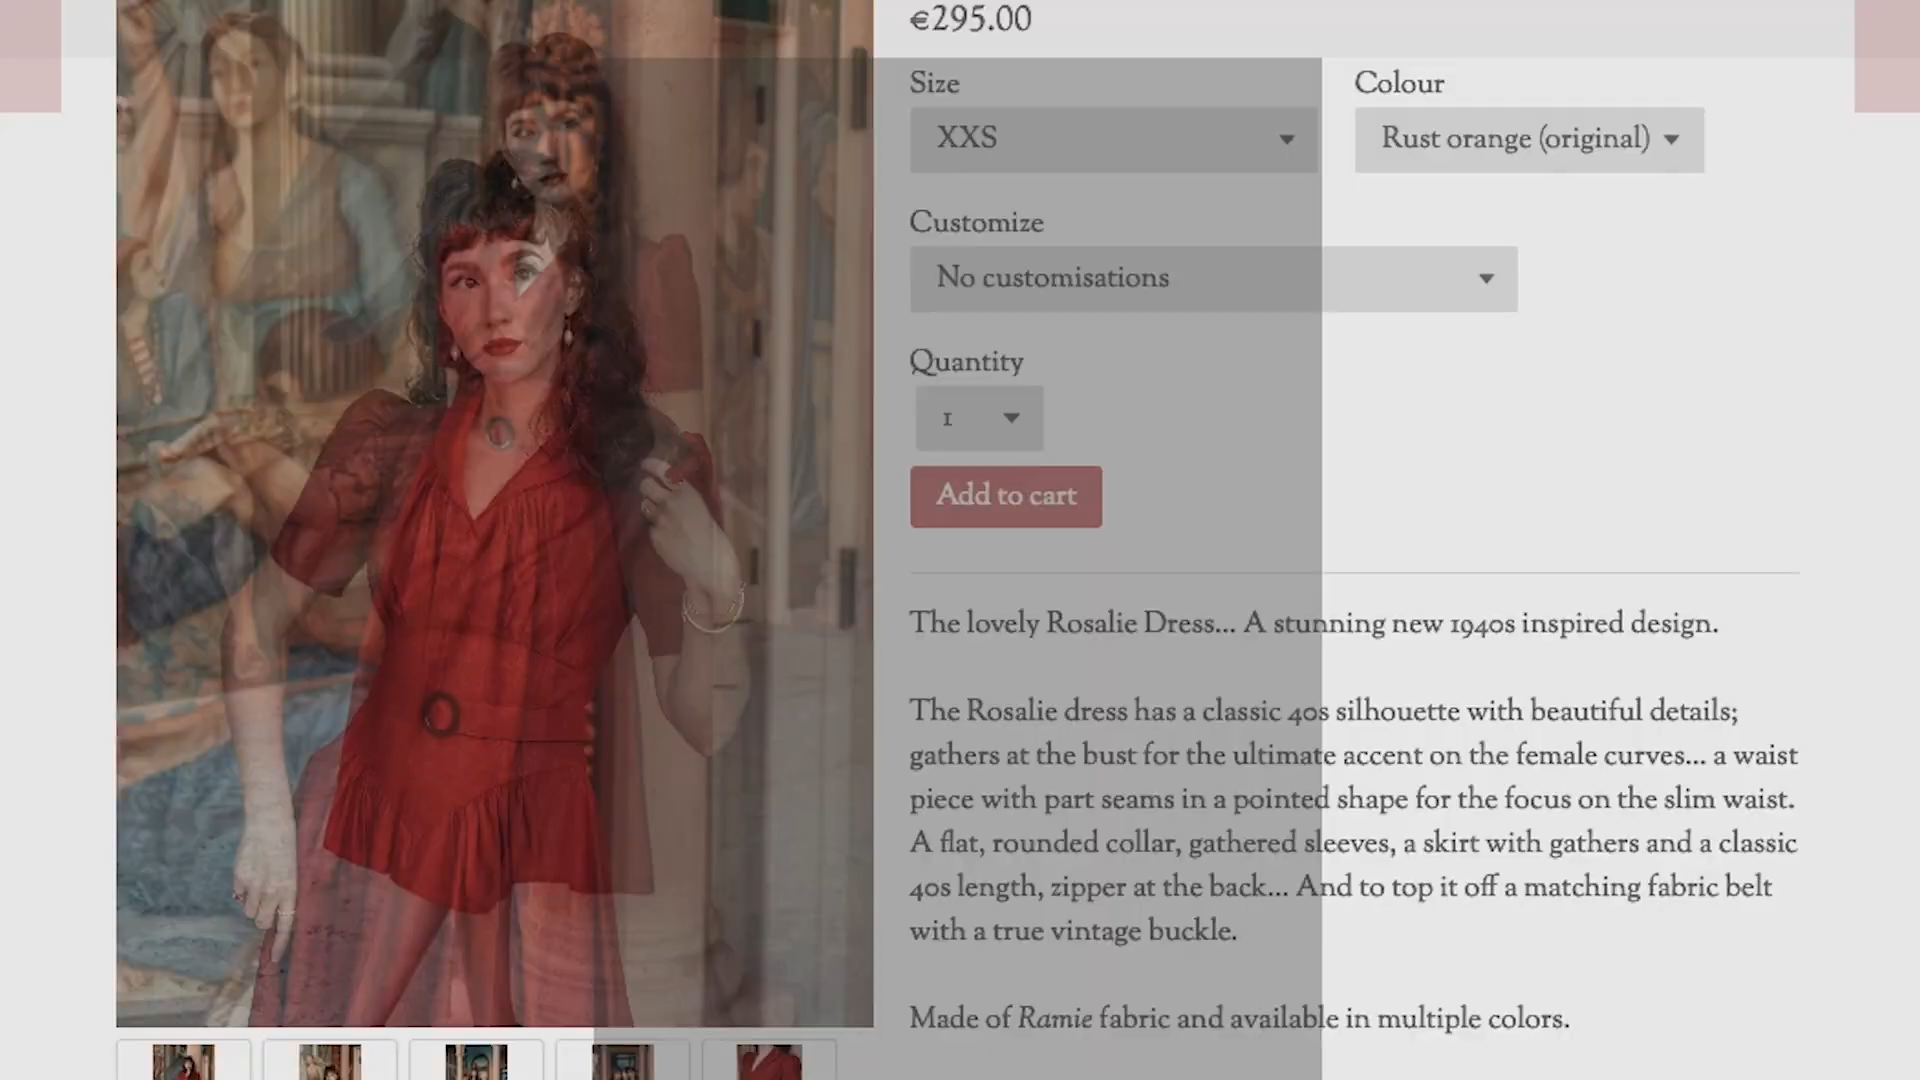 €295.00
Size
Colour
XXS
Rust orange (original)
Customize
No customisations
Quantity
1
Add to cart
The lovely Rosalie Dress... A stunning new 1940s inspired design.
The Rosalie dress has a classic 40s silhouette with beautiful details;
gathers at the bust for the ultimate accent on the female curves... a waist
piece with part seams in a pointed shape for the focus on the slim waist.
A flat, rounded collar, gathered sleeves, a skirt with gathers and a classic
40s length, zipper at the back... And to top it off a matching fabric belt
with a true vintage buckle.
Made of Ramie fabric and available in multiple colors.